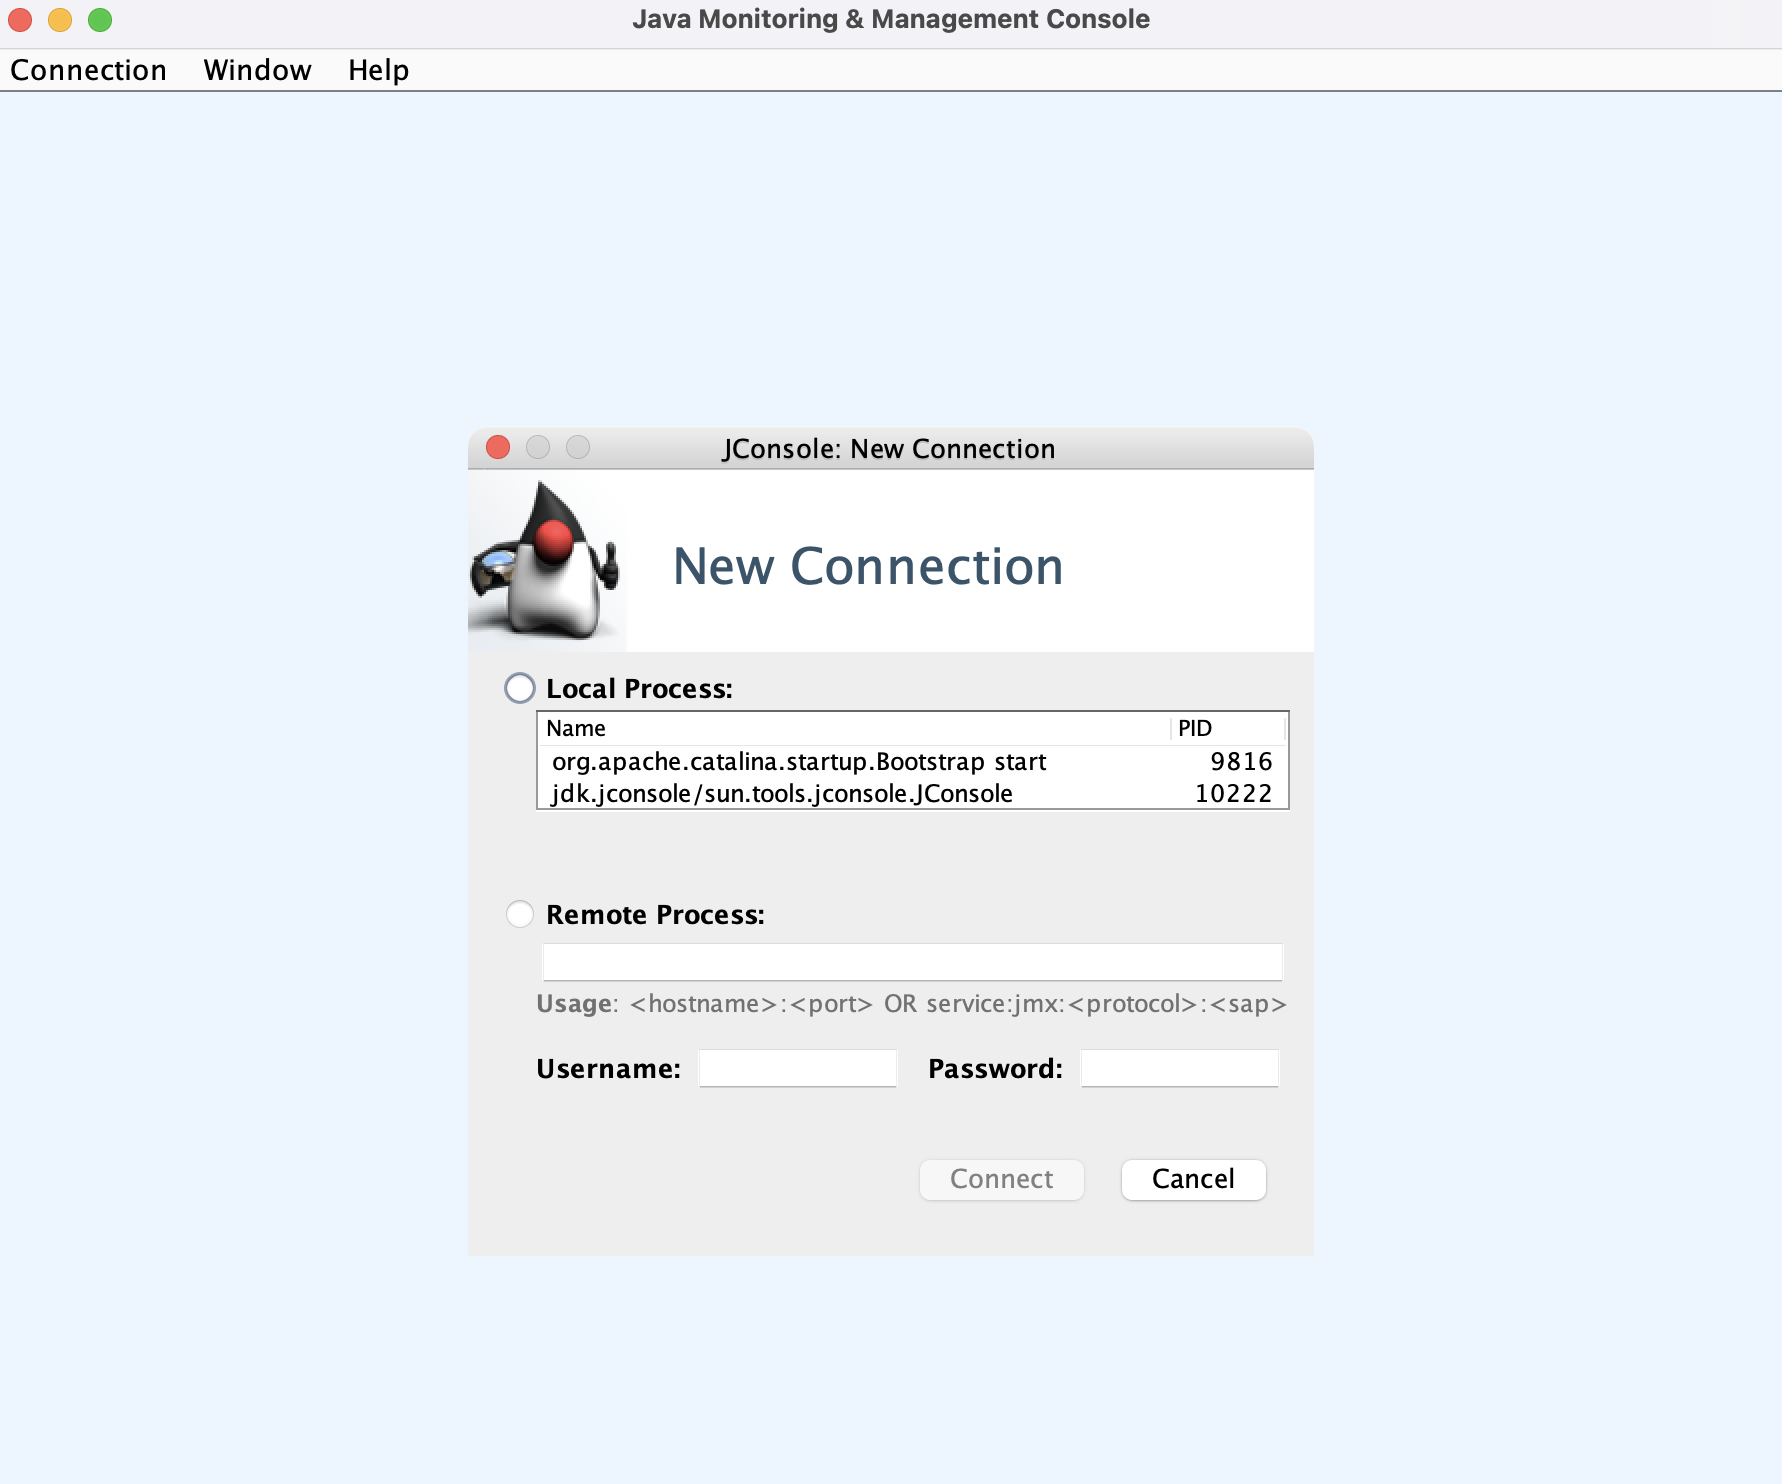 Java Monitoring & Management Console
Connection Window Help
JConsole: New Connection
New Connection
Local Process:
Name PID
org.apache.catalina.startup.Bootstrap start 9816
jdk.jconsole/sun.tools.jconsole.JConsole 10222
Remote Process:
Usage: <hostname>:<port> OR service:jmx:<protocol>:<sap>
Username: Password:
Connect Cancel